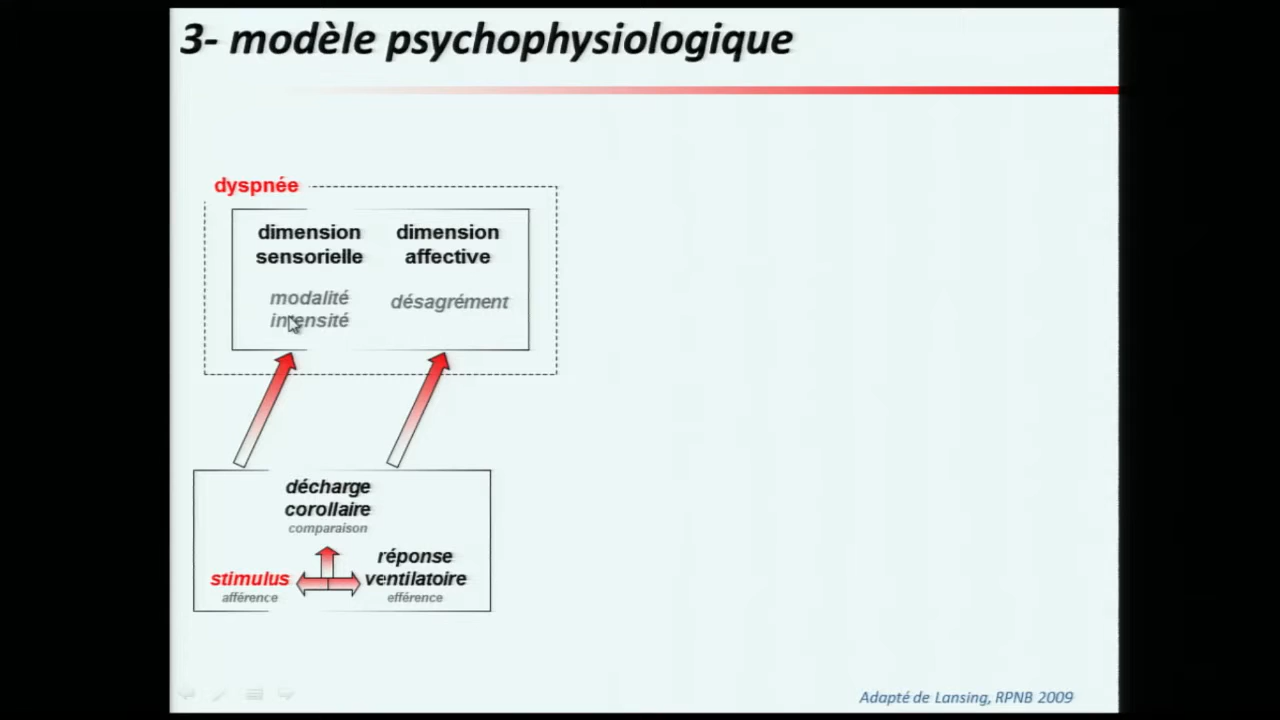 3- modèle psychophysiologique
dyspnée
dimension
sensorielle
modalité
intensité
dimension
affective
désagrément
décharge
corollaire
comparaison
stimulus
afférence
réponse
ventilatoire
efférence
Adapté de Lansing, RPNB 2009